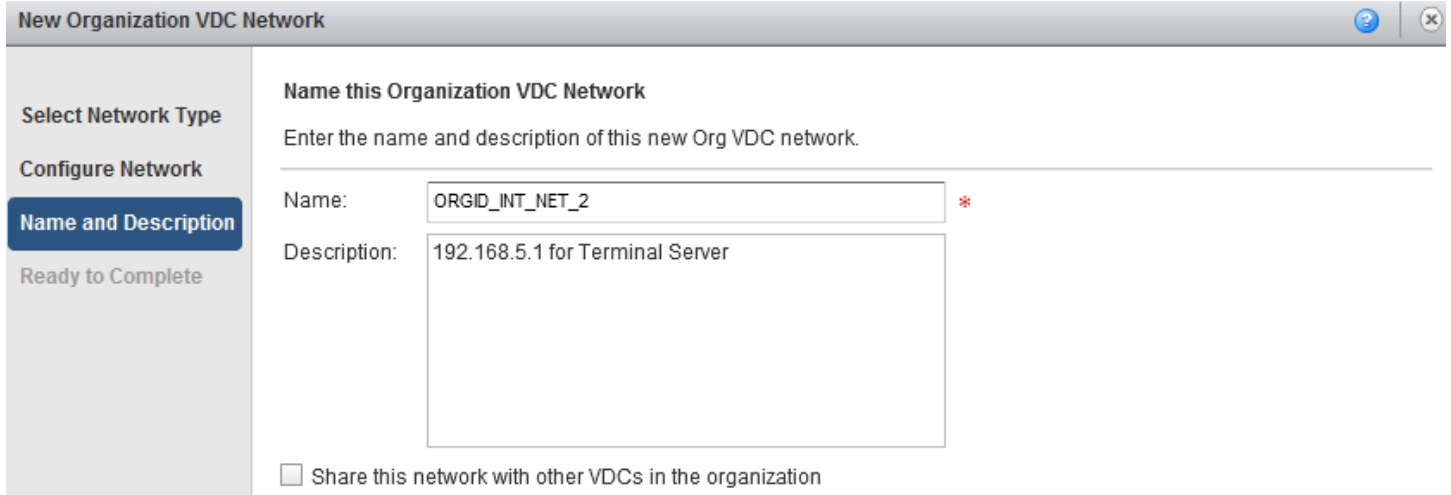 New Organization VDC Network
Select Network Type
Configure Network
Name and Description
Ready to Complete
Name this Organization VDC Network
Enter the name and description of this new Org VDC network.
Name: ORGID_INT_NET_2 *
Description: 192.168.5.1 for Terminal Server
Share this network with other VDCs in the organization